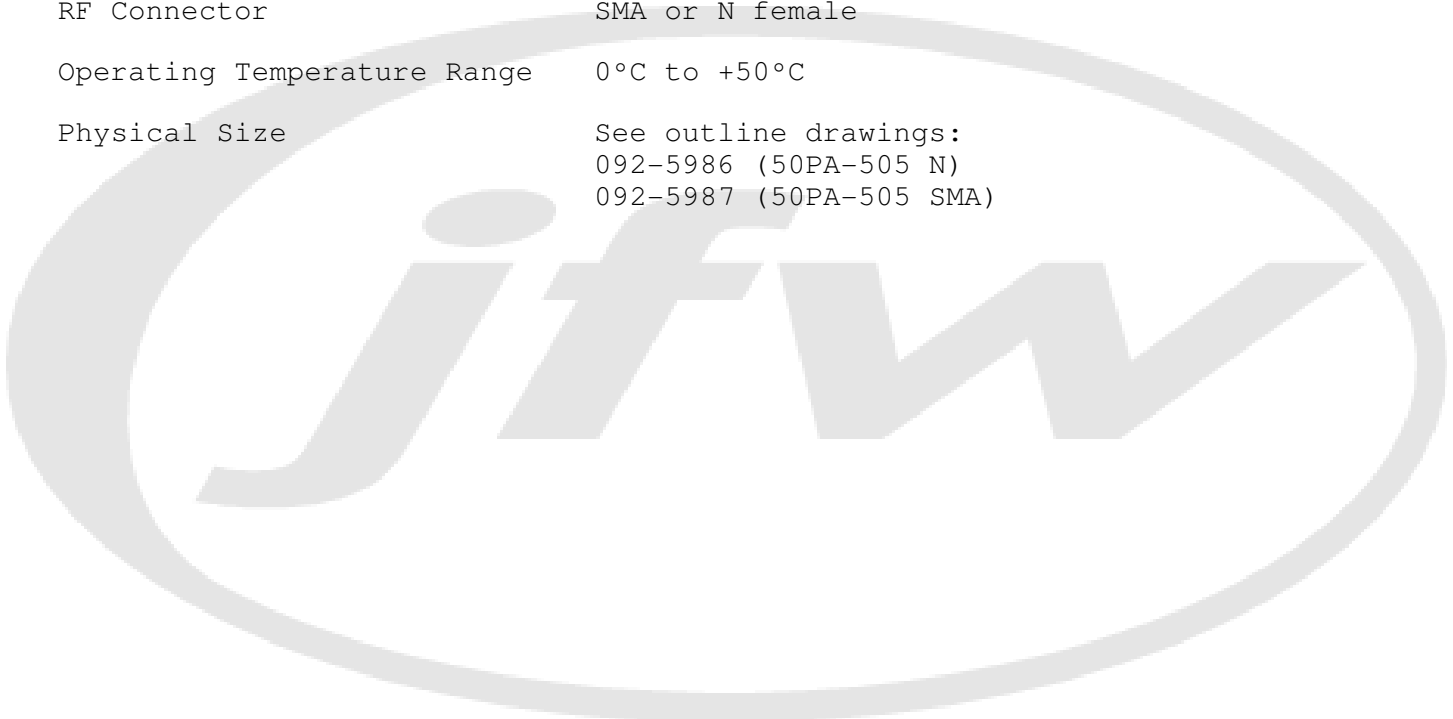 RF Connector SMA or N female
Operating Temperature Range 0°C to +50°C
Physical Size See outline drawings:
092-5986 (50PA-505 N)
092-5987 (50PA-505 SMA)
jfw